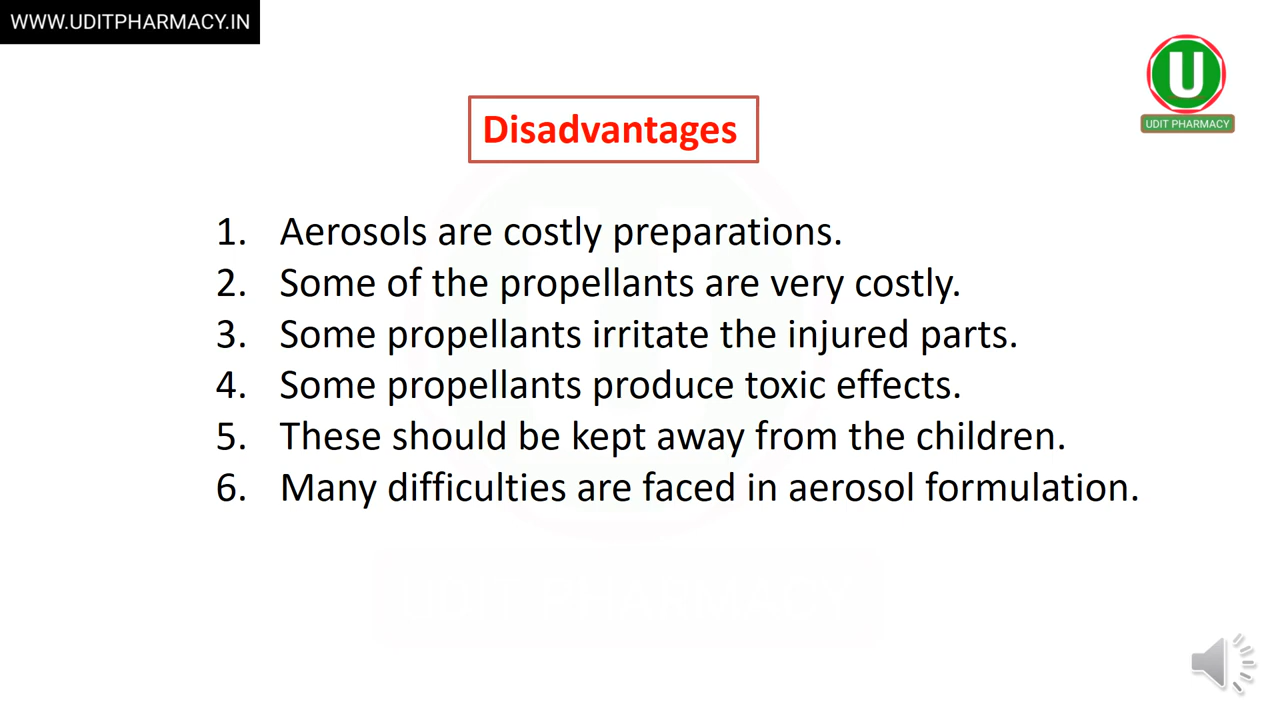 WWW.UDITPHARMACY.IN
U
UDIT PHARMACY
Disadvantages
1. Aerosols are costly preparations.
2. Some of the propellants are very costly.
3. Some propellants irritate the injured parts.
4. Some propellants produce toxic effects.
5. These should be kept away from the children.
6. Many difficulties are faced in aerosol formulation.
UDIT PHARMACY